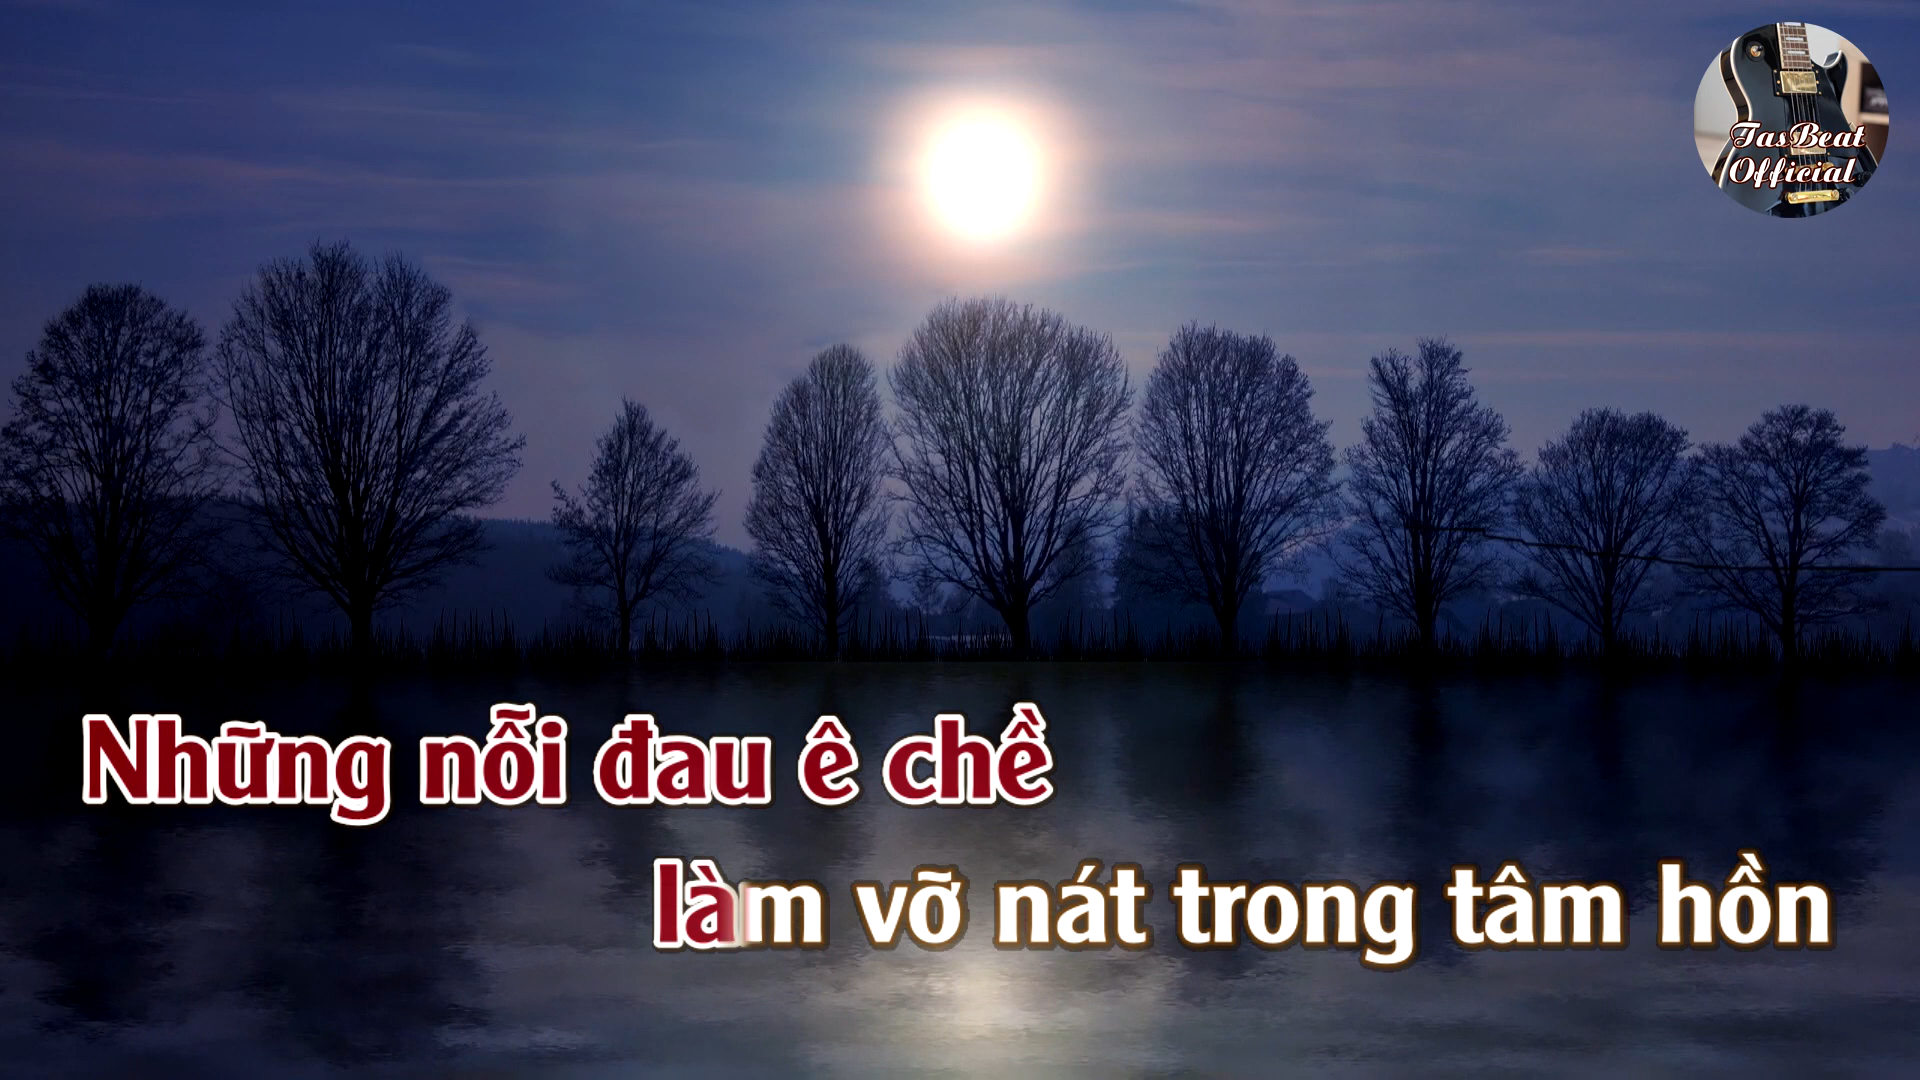 TasBeat
Official
Những nỗi đau ê chề
làm vỡ nát trong tâm hồn